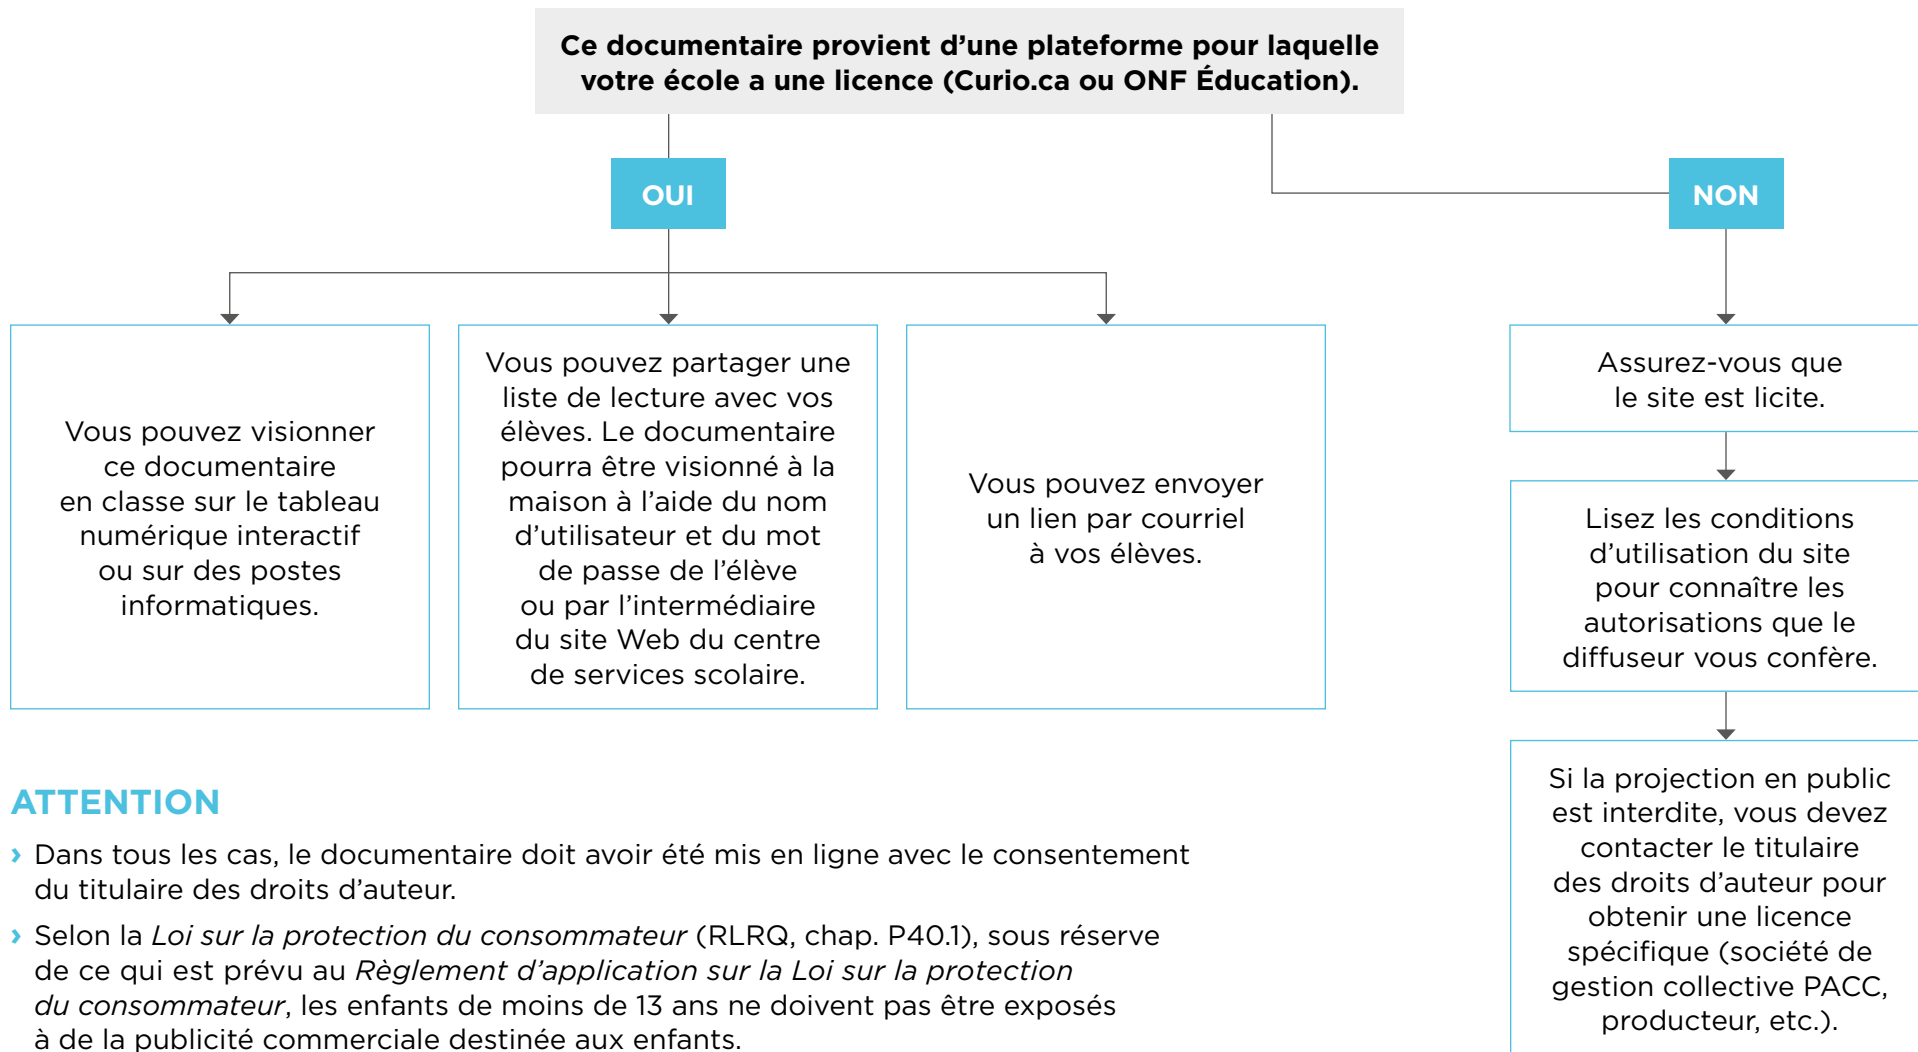 Ce documentaire provient d’une plateforme pour laquelle
votre école a une licence (Curio.ca ou ONF Éducation).
OUI
NON
Vous pouvez visionner
ce documentaire
en classe sur le tableau
numérique interactif
ou sur des postes
informatiques.
Vous pouvez partager une
liste de lecture avec vos
élèves. Le documentaire
pourra être visionné à la
maison à l’aide du nom
d’utilisateur et du mot
de passe de l’élève
ou par l’intermédiaire
du site Web du centre
de services scolaire.
Vous pouvez envoyer
un lien par courriel
à vos élèves.
Assurez-vous que
le site est licite.
Lisez les conditions
d’utilisation du site
pour connaître les
autorisations que le
diffuseur vous confère.
Si la projection en public
est interdite, vous devez
contacter le titulaire
des droits d’auteur pour
obtenir une licence
spécifique (société de
gestion collective PACC,
producteur, etc.).
ATTENTION
› Dans tous les cas, le documentaire doit avoir été mis en ligne avec le consentement
du titulaire des droits d’auteur.
› Selon la Loi sur la protection du consommateur (RLRQ, chap. P40.1), sous réserve
de ce qui est prévu au Règlement d’application sur la Loi sur la protection
du consommateur, les enfants de moins de 13 ans ne doivent pas être exposés
à de la publicité commerciale destinée aux enfants.